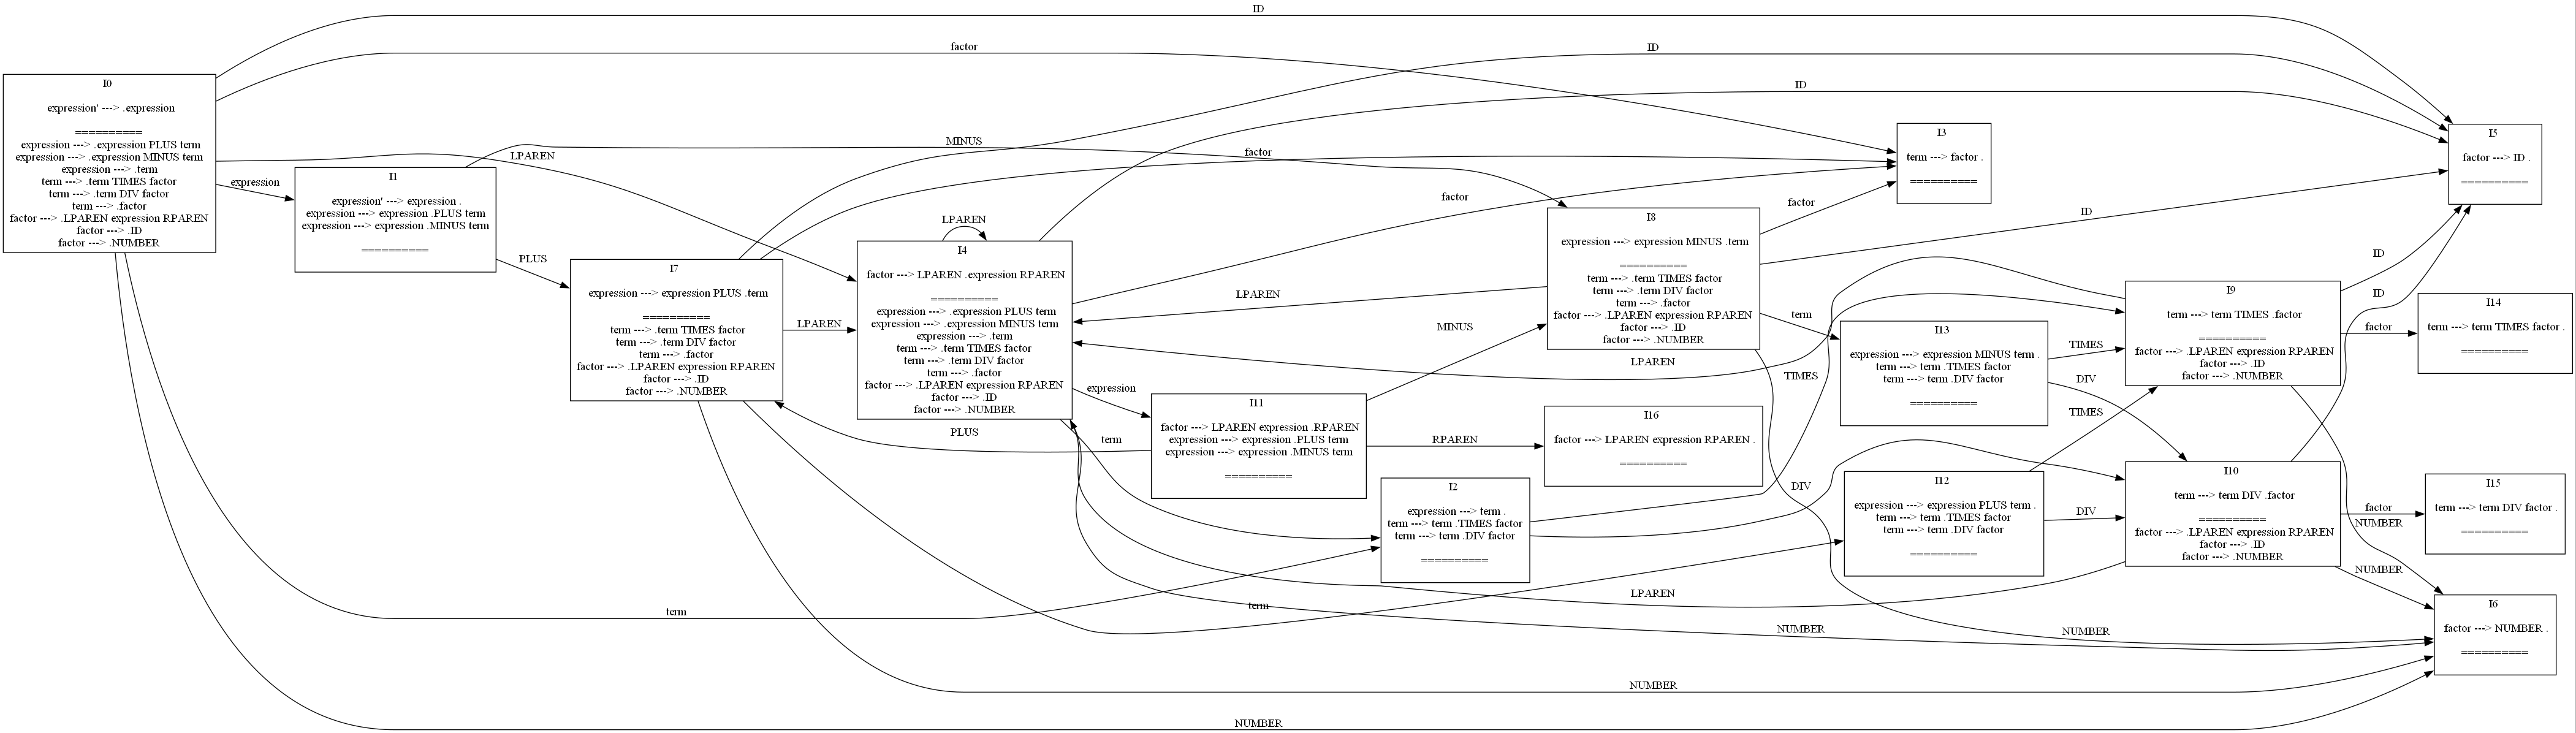 I0
expression' ---> .expression
==========
expression ---> .expression PLUS term
expression ---> .expression MINUS term
expression ---> .term
term ---> .term TIMES factor
term ---> .term DIV factor
term ---> .factor
factor ---> .LPAREN expression RPAREN
factor ---> .ID
factor ---> .NUMBER
ID
factor
LPAREN
expression
term
NUMBER
I1
expression' ---> expression .
expression ---> expression .PLUS term
expression ---> expression .MINUS term
==========
MINUS
PLUS
I7
expression ---> expression PLUS .term
==========
term ---> .term TIMES factor
term ---> .term DIV factor
term ---> .factor
factor ---> .LPAREN expression RPAREN
factor ---> .ID
factor ---> .NUMBER
ID
factor
LPAREN
term
NUMBER
I4
factor ---> LPAREN .expression RPAREN
==========
expression ---> .expression PLUS term
expression ---> .expression MINUS term
expression ---> .term
term ---> .term TIMES factor
term ---> .term DIV factor
term ---> .factor
factor ---> .LPAREN expression RPAREN
factor ---> .ID
factor ---> .NUMBER
LPAREN
ID
factor
expression
term
NUMBER
I11
factor ---> LPAREN expression .RPAREN
expression ---> expression .PLUS term
expression ---> expression .MINUS term
==========
MINUS
RPAREN
PLUS
I2
expression ---> term .
term ---> term .TIMES factor
term ---> term .DIV factor
==========
TIMES
DIV
I8
expression ---> expression MINUS .term
==========
term ---> .term TIMES factor
term ---> .term DIV factor
term ---> .factor
factor ---> .LPAREN expression RPAREN
factor ---> .ID
factor ---> .NUMBER
factor
ID
LPAREN
term
NUMBER
I16
factor ---> LPAREN expression RPAREN .
==========
I3
term ---> factor .
==========
I13
expression ---> expression MINUS term .
term ---> term .TIMES factor
term ---> term .DIV factor
==========
TIMES
DIV
I12
expression ---> expression PLUS term .
term ---> term .TIMES factor
term ---> term .DIV factor
==========
TIMES
DIV
I9
term ---> term TIMES .factor
==========
factor ---> .LPAREN expression RPAREN
factor ---> .ID
factor ---> .NUMBER
ID
factor
LPAREN
NUMBER
I10
term ---> term DIV .factor
==========
factor ---> .LPAREN expression RPAREN
factor ---> .ID
factor ---> .NUMBER
ID
factor
LPAREN
NUMBER
I5
factor ---> ID .
==========
I14
term ---> term TIMES factor .
==========
I15
term ---> term DIV factor .
==========
I6
factor ---> NUMBER .
==========